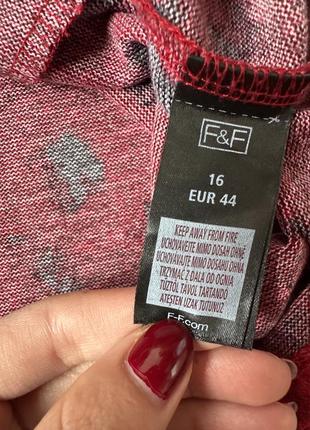 F&F
16
EUR 44
KEEP AWAY FROM FIRE
UCHOVÁVEJTE MIMO DOSAH OHNĚ
UCHOVÁVAJTE MIMO DOSAHU OHŇA
TRZYMAĆ Z DALA OD OGNIA
TŰZTŐL TÁVOL TARTANDÓ
ATEŞTEN UZAK TUTUNUZ
F-F.com